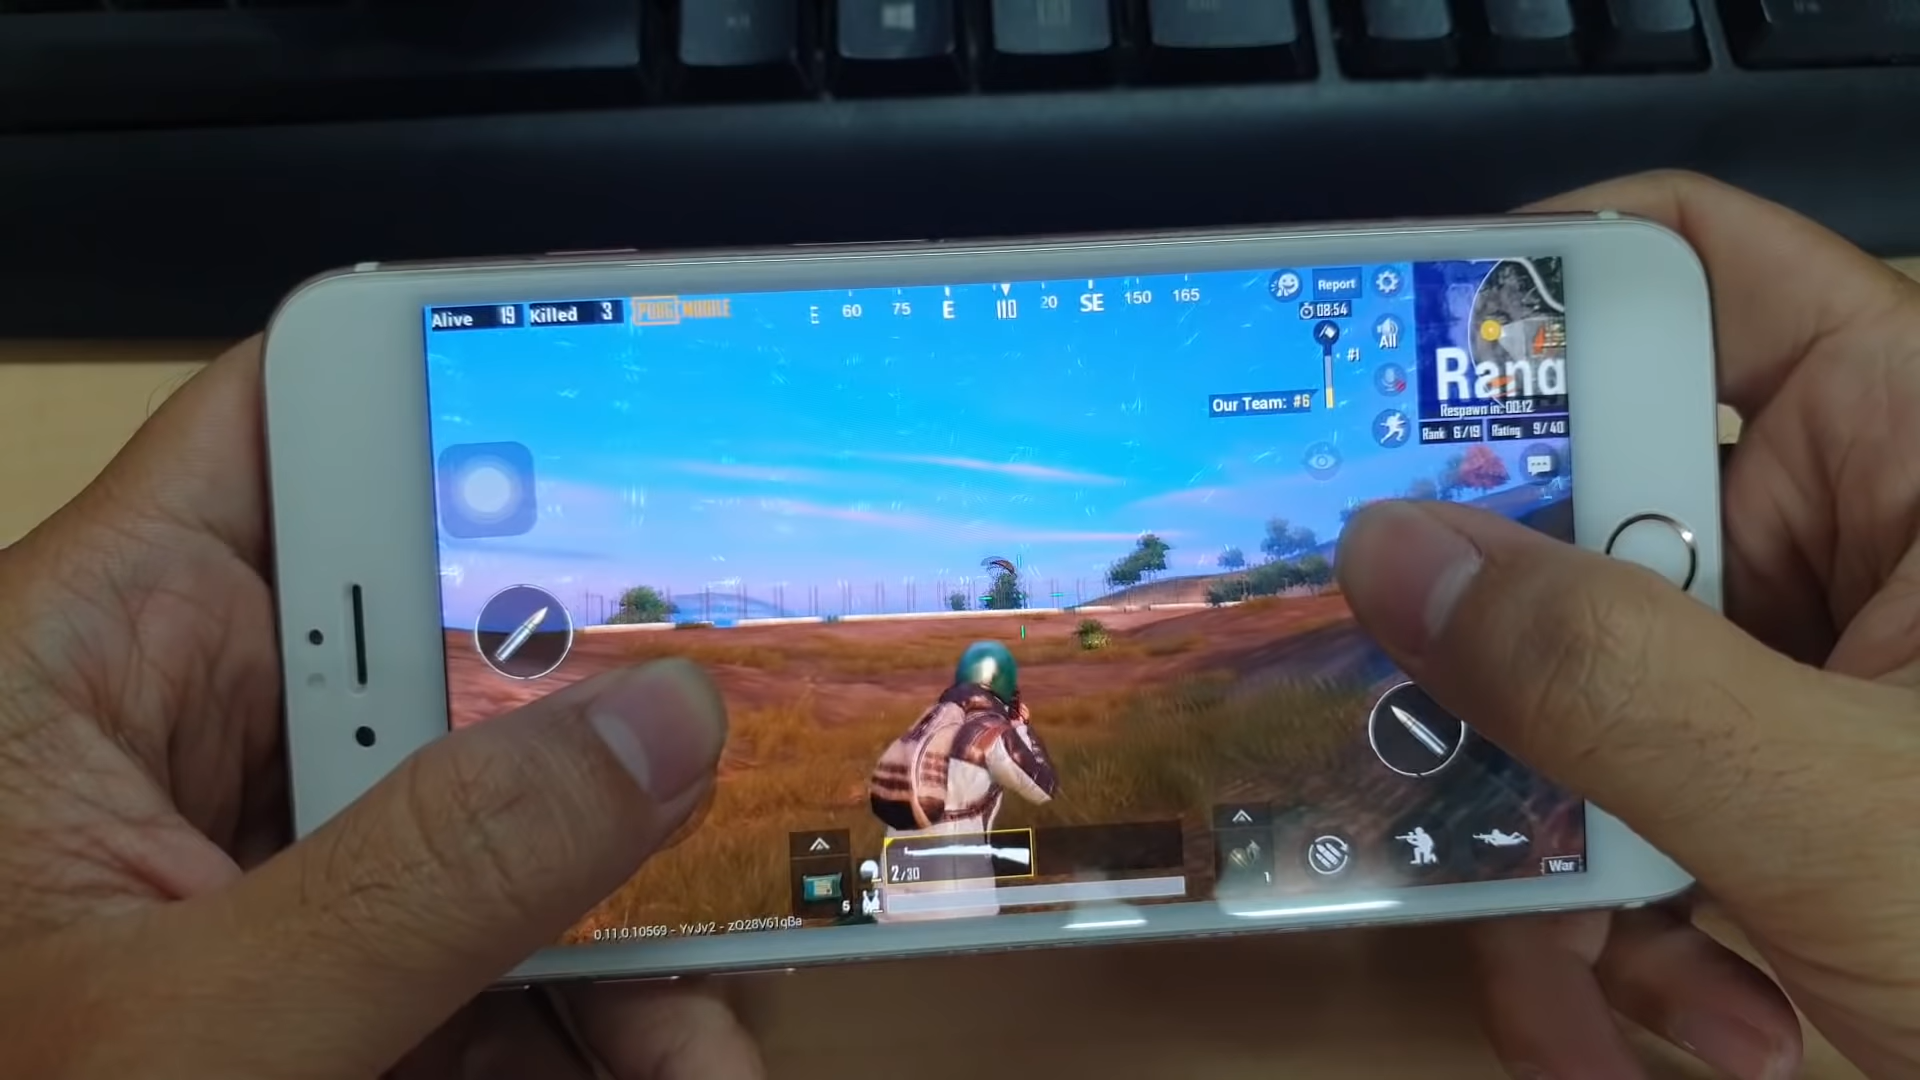 Alive 19 Killed 3
PUBG MOBILE
E 60 75 E 110 20 SE 150 165
Report
08:54
All
#1
Our Team: #6
Rand
Respawn in: 00:12
Rank 6/19 Rating 9/40
2/30
5
1
War
0.11.0.10569 - YvJv2 - zQ28V61qBa